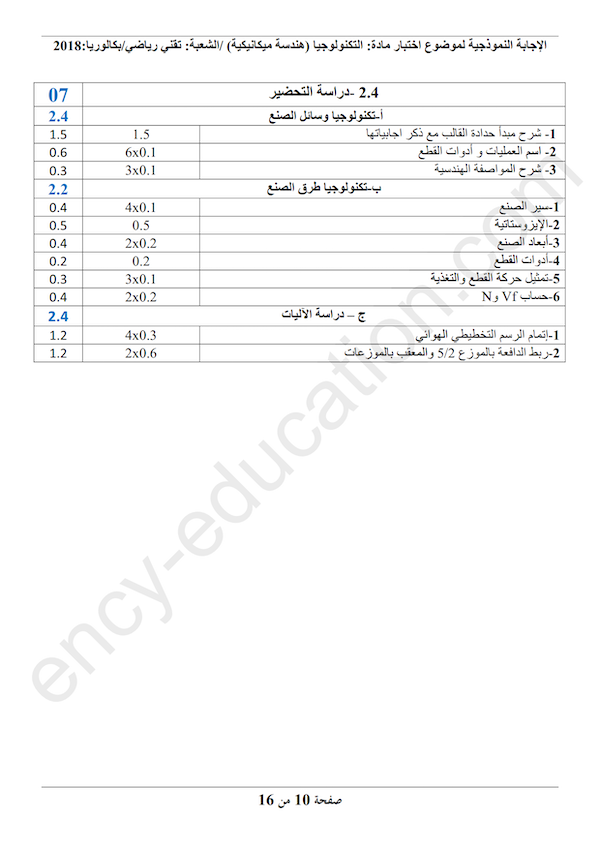 الإجابة النموذجية لموضوع اختبار مادة: التكنولوجيا (هندسة ميكانيكية) /الشعبة: تقني رياضي/بكالوريا:2018
2.4 -دراسة التحضير 07
أ-تكنولوجيا وسائل الصنع 2.4
1- شرح مبدأ حدادة القالب مع ذكر اجابياتها 1.5 1.5
2- اسم العمليات و أدوات القطع 6x0.1 0.6
3- شرح المواصفة الهندسية 3x0.1 0.3
ب-تكنولوجيا طرق الصنع 2.2
1-سير الصنع 4x0.1 0.4
2-الإيزوستاتية 0.5 0.5
3-أبعاد الصنع 2x0.2 0.4
4-أدوات القطع 0.2 0.2
5-تمثيل حركة القطع والتغذية 3x0.1 0.3
6-حساب Vf وN 2x0.2 0.4
ج – دراسة الآليات 2.4
1-إتمام الرسم التخطيطي الهوائي 4x0.3 1.2
2-ربط الدافعة بالموزع 5/2 والمعقب بالموزعات 2x0.6 1.2
ency-education.com
صفحة 10 من 16